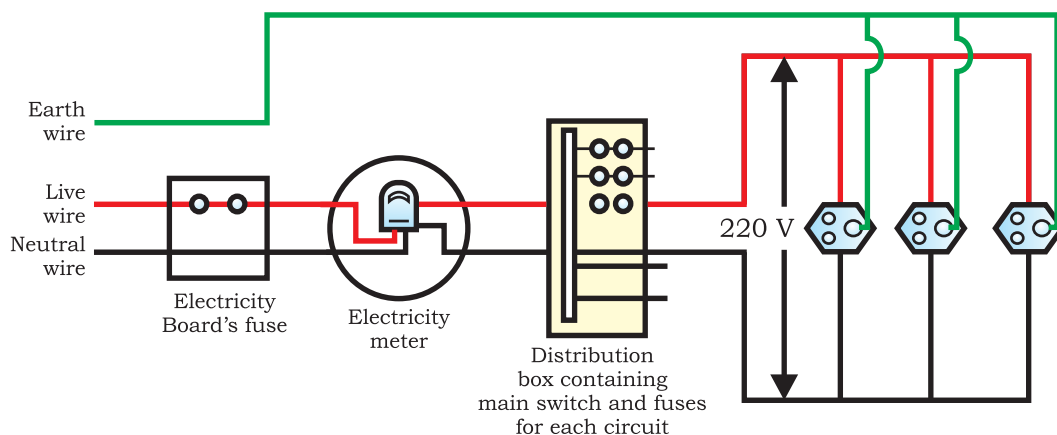 Earth
wire
Live
wire
Neutral
wire
Electricity
Board's fuse
Electricity
meter
Distribution
box containing
main switch and fuses
for each circuit
220 V